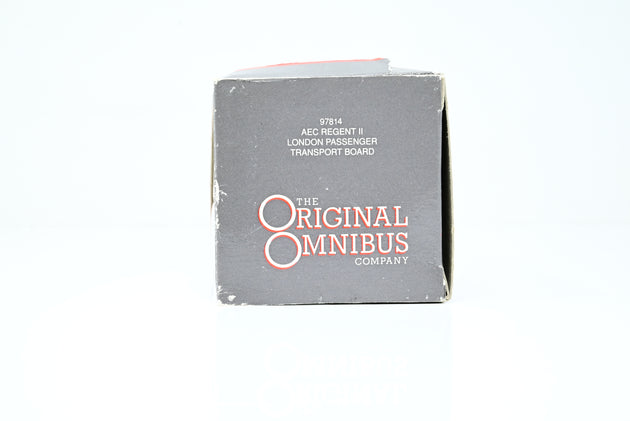 97814
AEC REGENT II
LONDON PASSENGER
TRANSPORT BOARD
THE
ORIGINAL
OMNIBUS
COMPANY